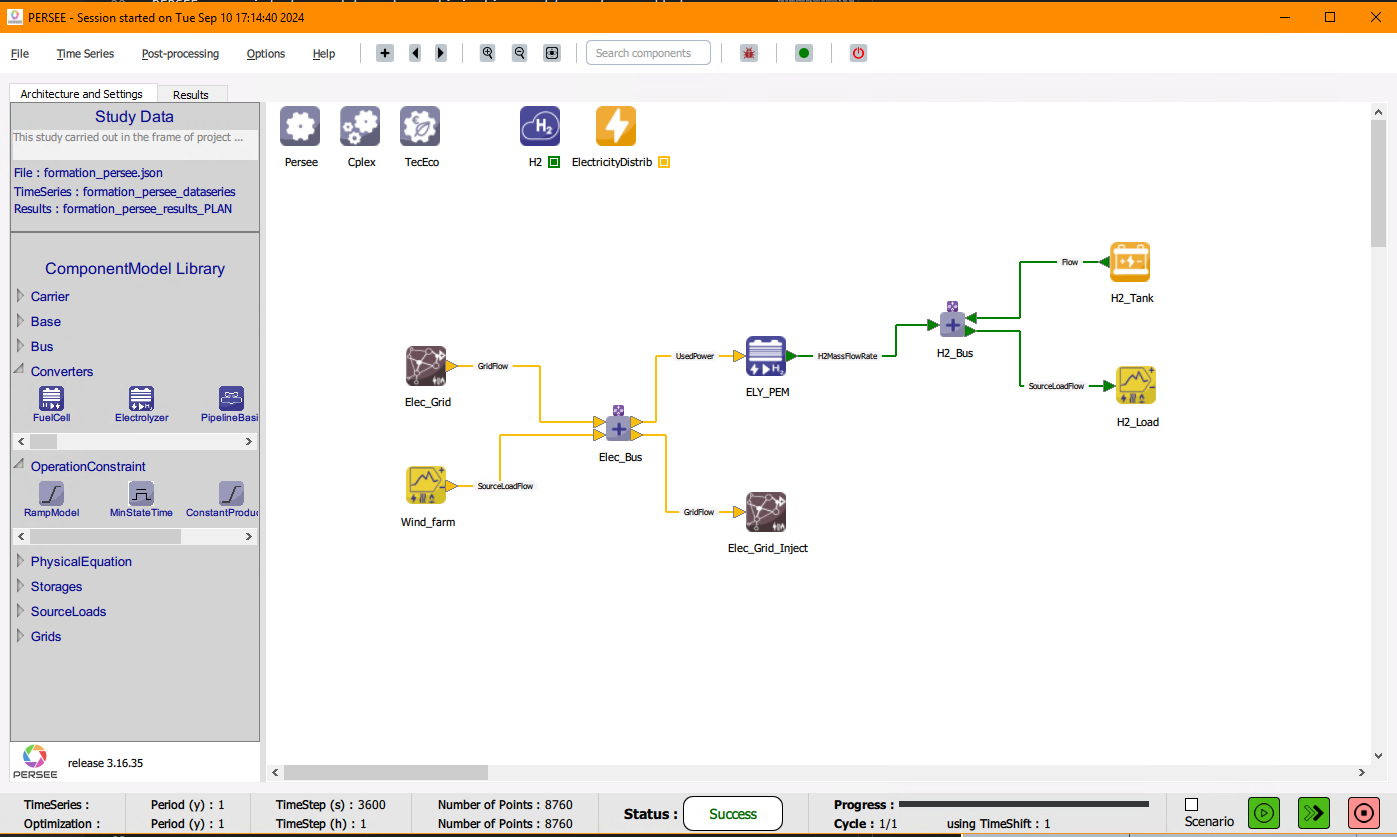 PERSEE - Session started on Tue Sep 10 17:14:40 2024
File Time Series Post-processing Options Help Search components
Architecture and Settings Results
Study Data
This study carried out in the frame of project ...
File : formation_persee.json
TimeSeries : formation_persee_dataseries
Results : formation_persee_results_PLAN
ComponentModel Library
Carrier
Base
Bus
Converters
FuelCell Electrolyzer PipelineBasi
OperationConstraint
RampModel MinStateTime ConstantProduc
PhysicalEquation
Storages
SourceLoads
Grids
PERSEE release 3.16.35
H2
Persee Cplex TecEco H2 ElectricityDistrib
Flow
H2_Tank
H2_Bus
GridFlow
UsedPower
H2
H2MassFlowRate
SourceLoadFlow
Elec_Grid
ELY_PEM
H2_Load
Elec_Bus
SourceLoadFlow
GridFlow
Wind_farm
Elec_Grid_Inject
TimeSeries : Period (y) : 1 TimeStep (s) : 3600 Number of Points : 8760
Optimization : Period (y) : 1 TimeStep (h) : 1 Number of Points : 8760
Status : Success
Progress :
Cycle : 1/1 using TimeShift : 1
Scenario